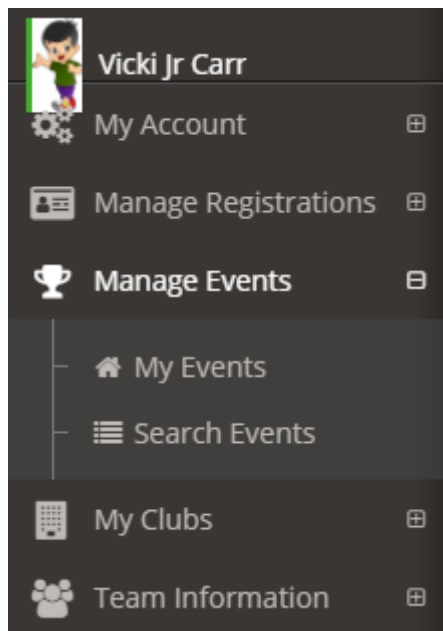 Vicki Jr Carr
My Account
Manage Registrations
Manage Events
My Events
Search Events
My Clubs
Team Information